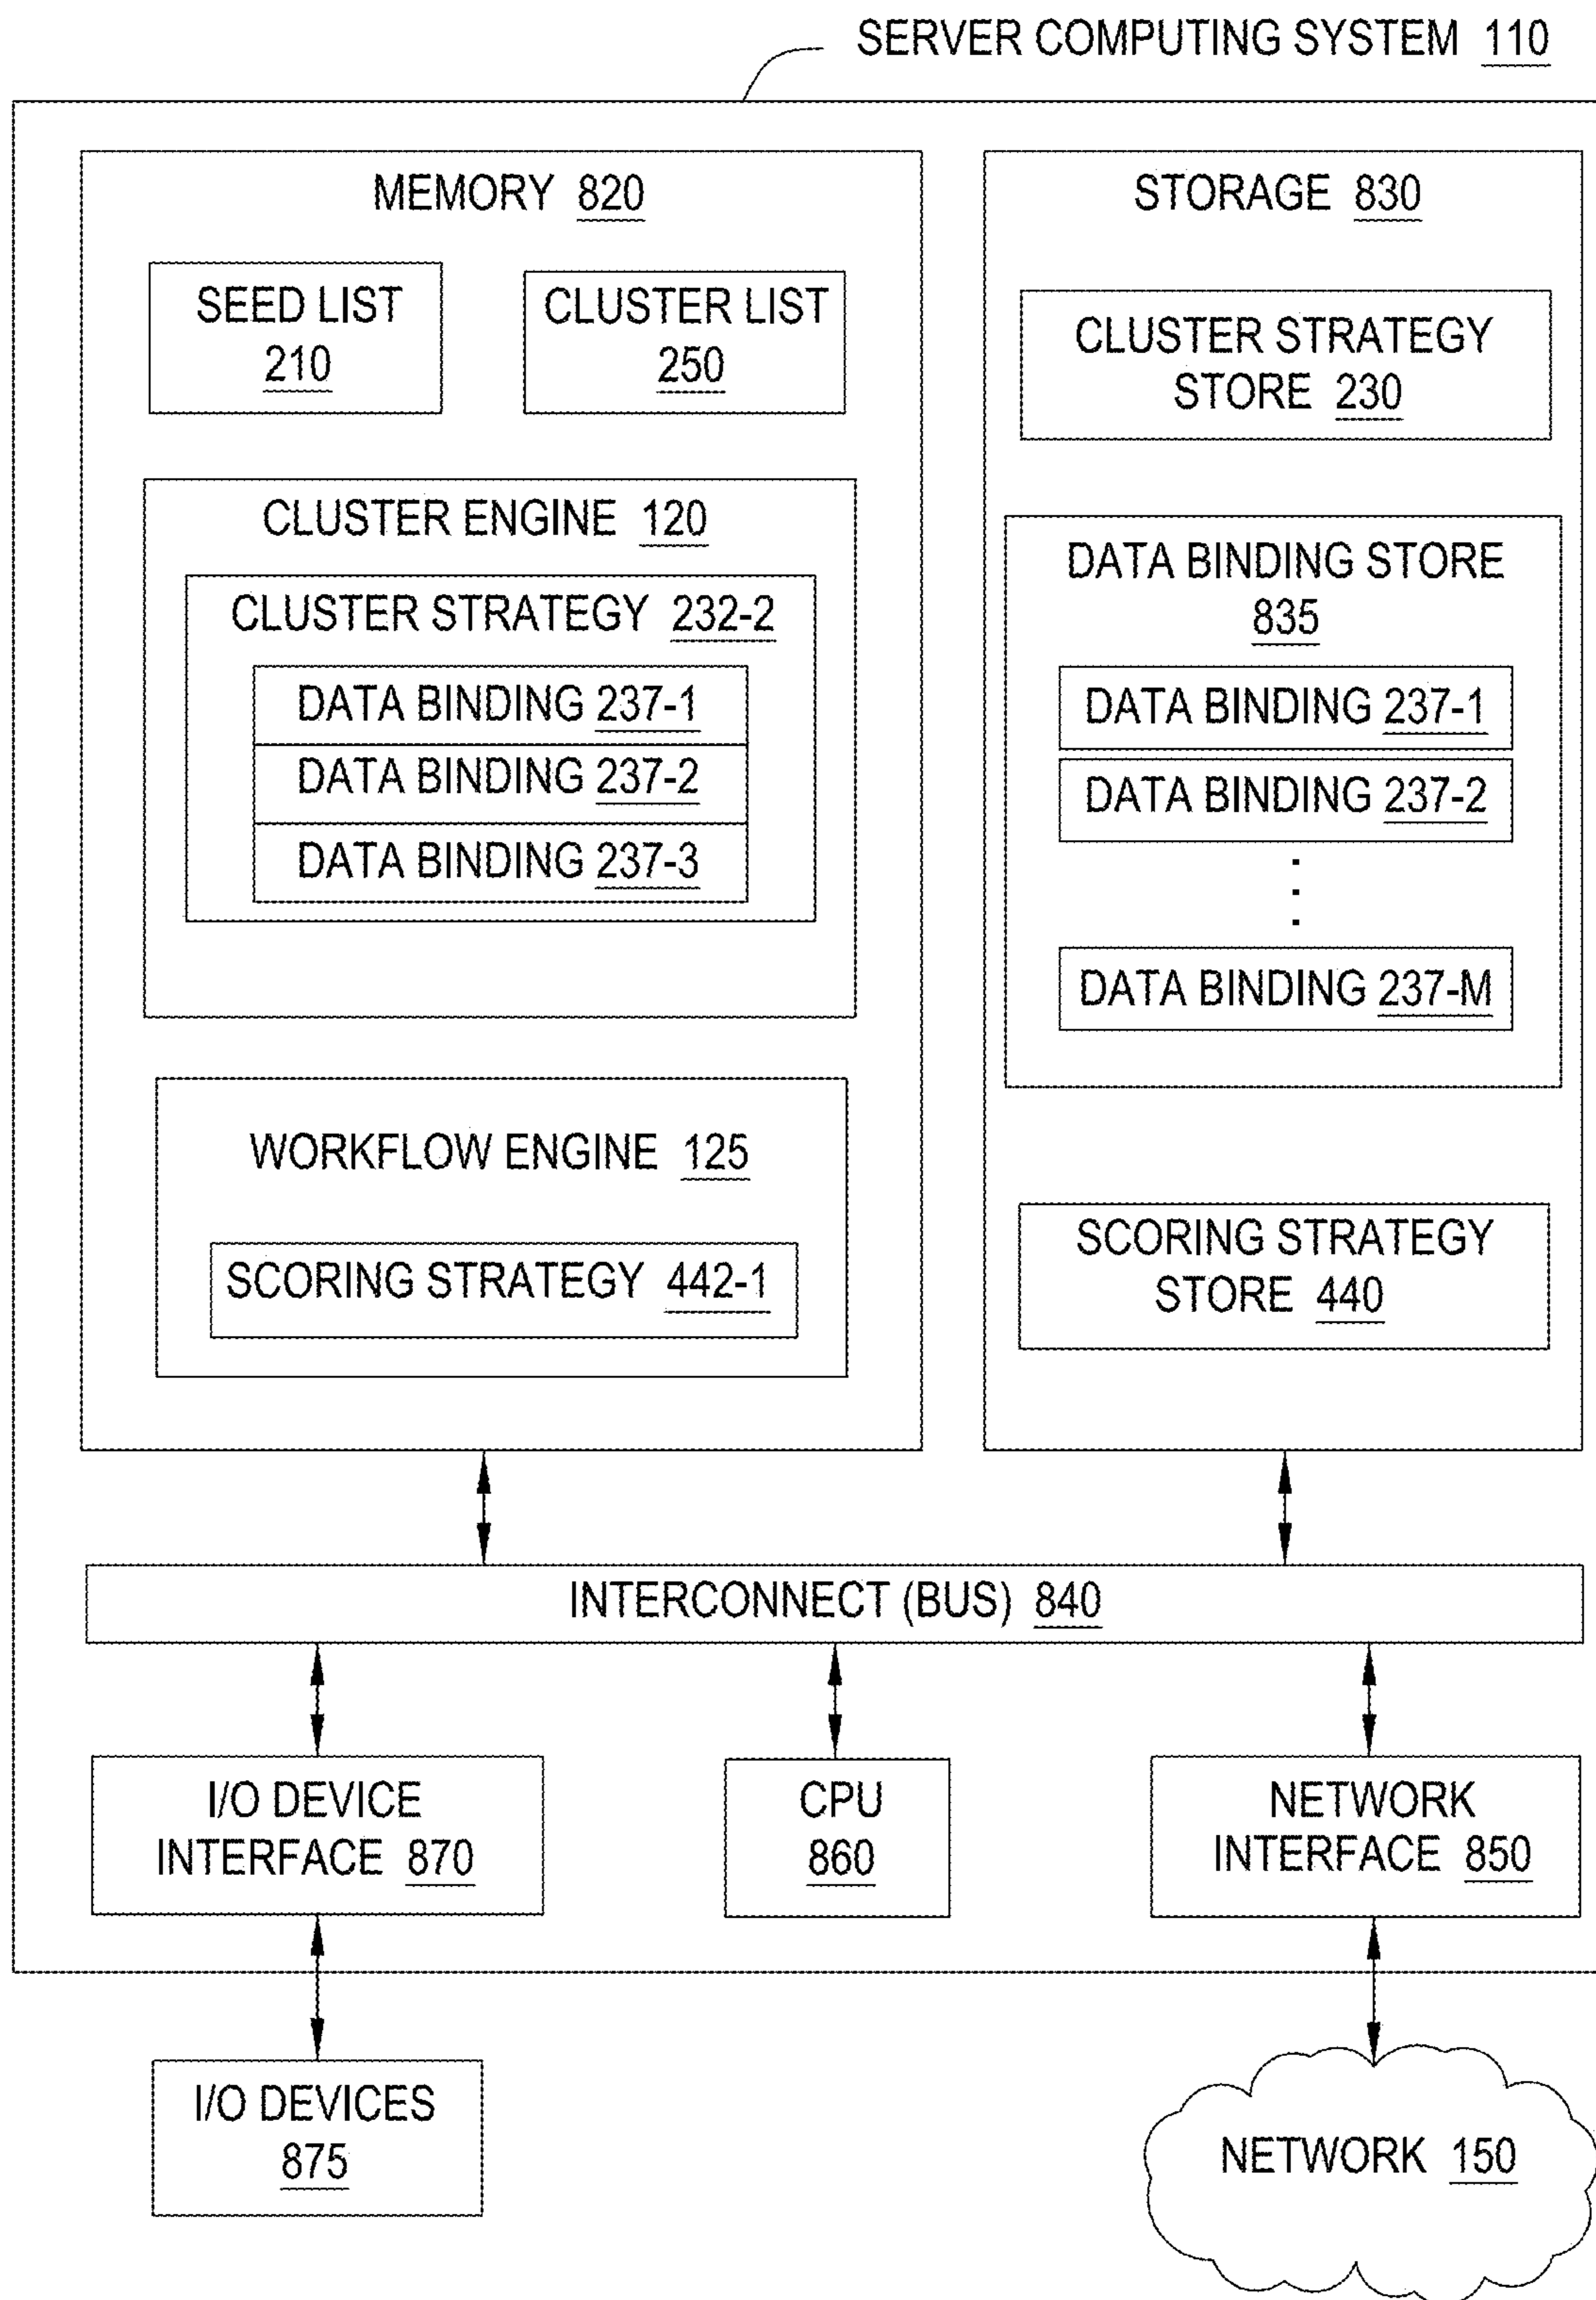 SERVER COMPUTING SYSTEM 110
MEMORY 820
SEED LIST
210
CLUSTER LIST
250
CLUSTER ENGINE 120
CLUSTER STRATEGY 232-2
DATA BINDING 237-1
DATA BINDING 237-2
DATA BINDING 237-3
WORKFLOW ENGINE 125
SCORING STRATEGY 442-1
STORAGE 830
CLUSTER STRATEGY
STORE 230
DATA BINDING STORE
835
DATA BINDING 237-1
DATA BINDING 237-2
DATA BINDING 237-M
SCORING STRATEGY
STORE 440
INTERCONNECT (BUS) 840
I/O DEVICE
INTERFACE 870
CPU
860
NETWORK
INTERFACE 850
I/O DEVICES
875
NETWORK 150